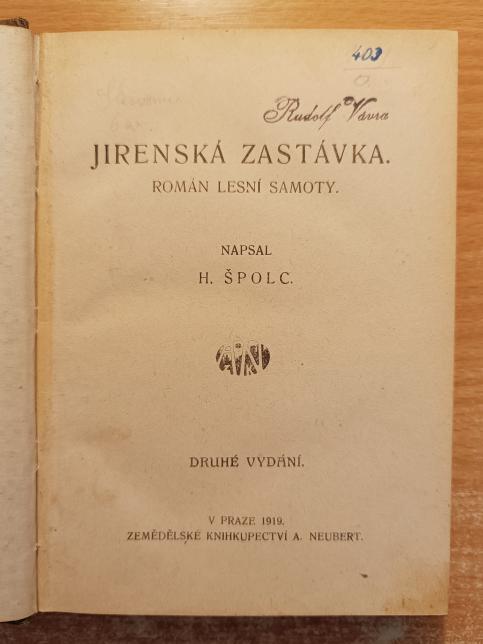 403
Rudolf Vávra
JIRENSKÁ ZASTÁVKA.
ROMÁN LESNÍ SAMOTY.
NAPSAL
H. ŠPOLC.
DRUHÉ VYDÁNÍ.
V PRAZE 1919.
ZEMĚDĚLSKÉ KNIHKUPECTVÍ A. NEUBERT.